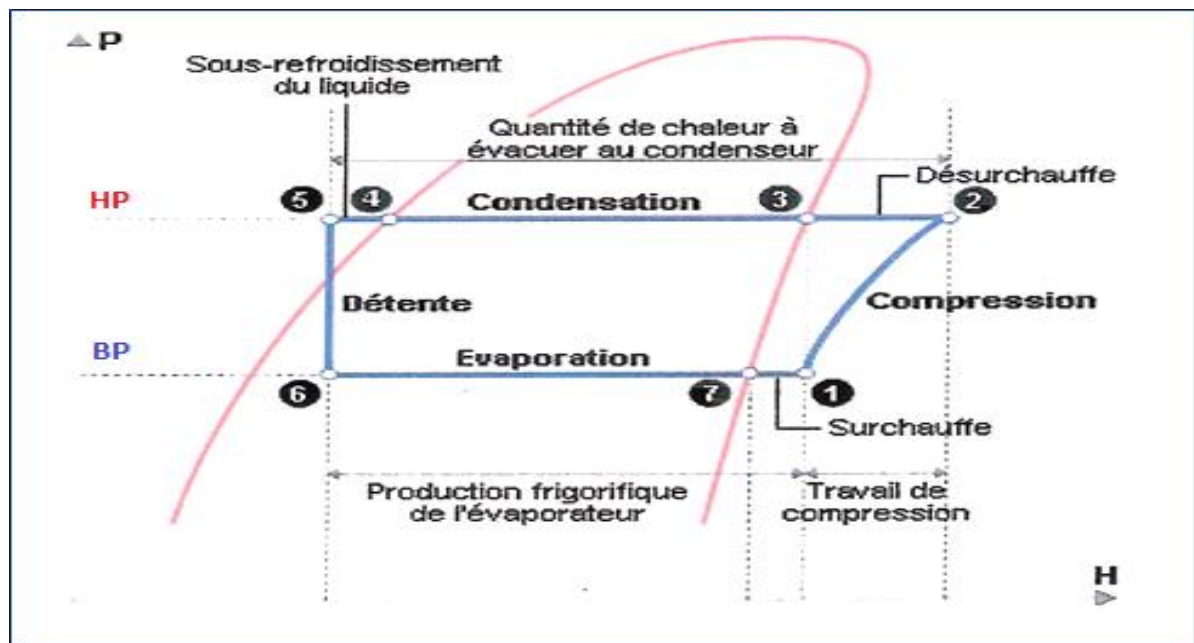 P
Sous-refroidissement
du liquide
Quantité de chaleur à
évacuer au condenseur
Désurchauffe
HP
5
4
Condensation
3
2
Détente
Compression
BP
Evaporation
6
7
1
Surchauffe
Production frigorifique
de l'évaporateur
Travail de
compression
H